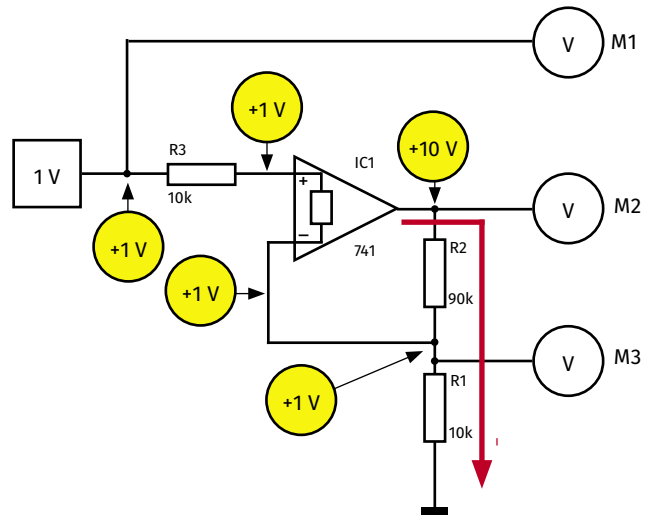 V
M1
+1 V
R3
IC1
+10 V
1 V
10k
+
+1 V
–
741
V
M2
R2
+1 V
90k
V
M3
R1
+1 V
10k
I